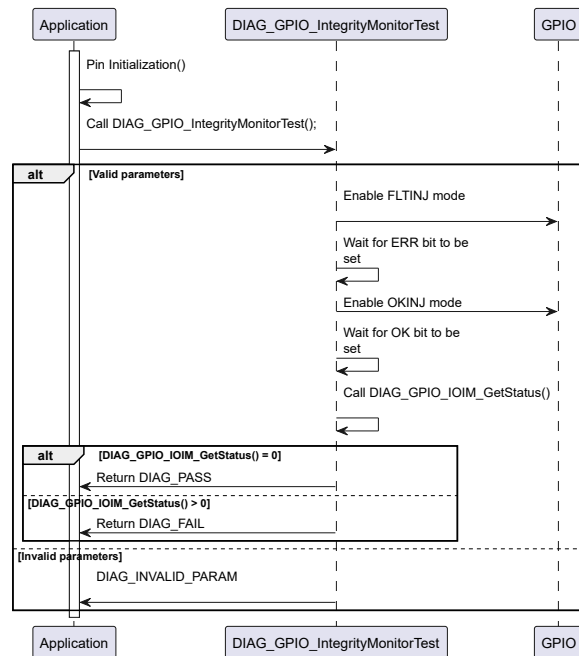 Application
DIAG_GPIO_IntegrityMonitorTest
GPIO
Pin Initialization()
Call DIAG_GPIO_IntegrityMonitorTest();
alt
[Valid parameters]
Enable FLTINJ mode
Wait for ERR bit to be
set
Enable OKINJ mode
Wait for OK bit to be
set
Call DIAG_GPIO_IOIM_GetStatus()
alt
[DIAG_GPIO_IOIM_GetStatus() = 0]
Return DIAG_PASS
[DIAG_GPIO_IOIM_GetStatus() > 0]
Return DIAG_FAIL
[Invalid parameters]
DIAG_INVALID_PARAM
Application
DIAG_GPIO_IntegrityMonitorTest
GPIO